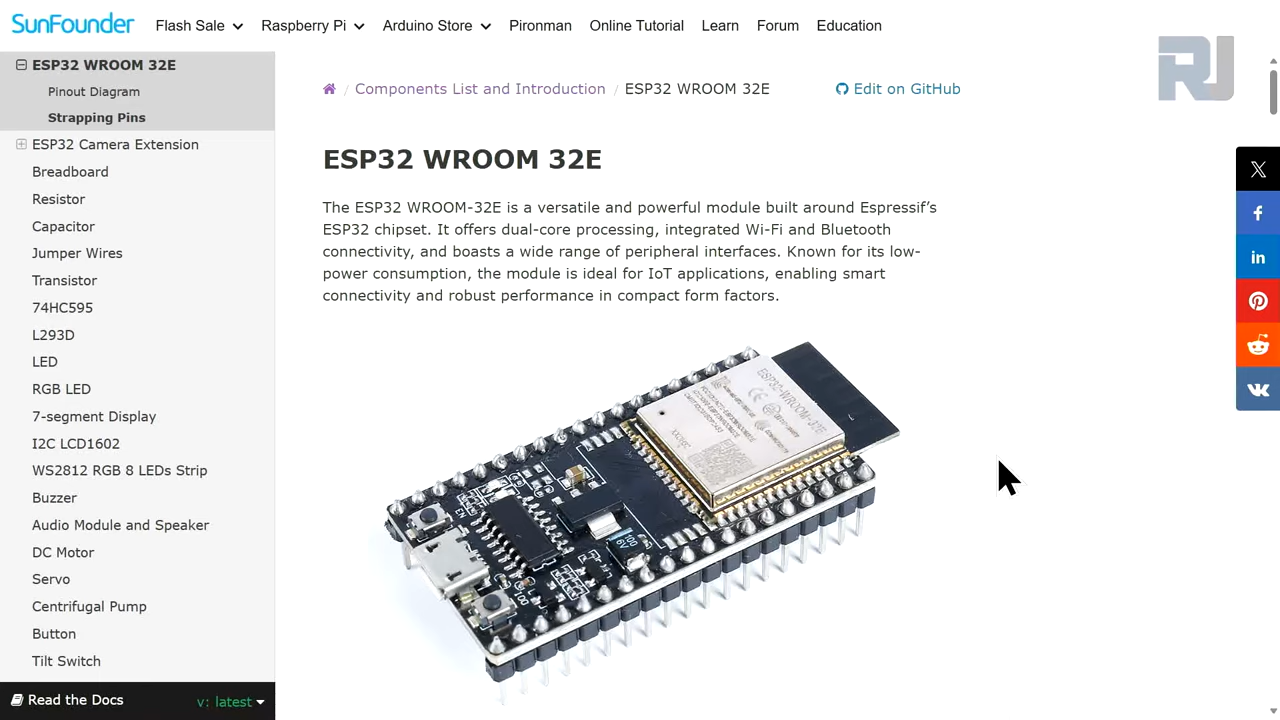 SunFounder
Flash Sale
Raspberry Pi
Arduino Store
Pironman
Online Tutorial
Learn
Forum
Education
RJ
ESP32 WROOM 32E
Pinout Diagram
Strapping Pins
ESP32 Camera Extension
Breadboard
Resistor
Capacitor
Jumper Wires
Transistor
74HC595
L293D
LED
RGB LED
7-segment Display
I2C LCD1602
WS2812 RGB 8 LEDs Strip
Buzzer
Audio Module and Speaker
DC Motor
Servo
Centrifugal Pump
Button
Tilt Switch
Read the Docs
v: latest
/ Components List and Introduction / ESP32 WROOM 32E
Edit on GitHub
ESP32 WROOM 32E
The ESP32 WROOM-32E is a versatile and powerful module built around Espressif’s
ESP32 chipset. It offers dual-core processing, integrated Wi-Fi and Bluetooth
connectivity, and boasts a wide range of peripheral interfaces. Known for its low-
power consumption, the module is ideal for IoT applications, enabling smart
connectivity and robust performance in compact form factors.
ESP32-WROOM-32E
CE
EN
100
6V
100